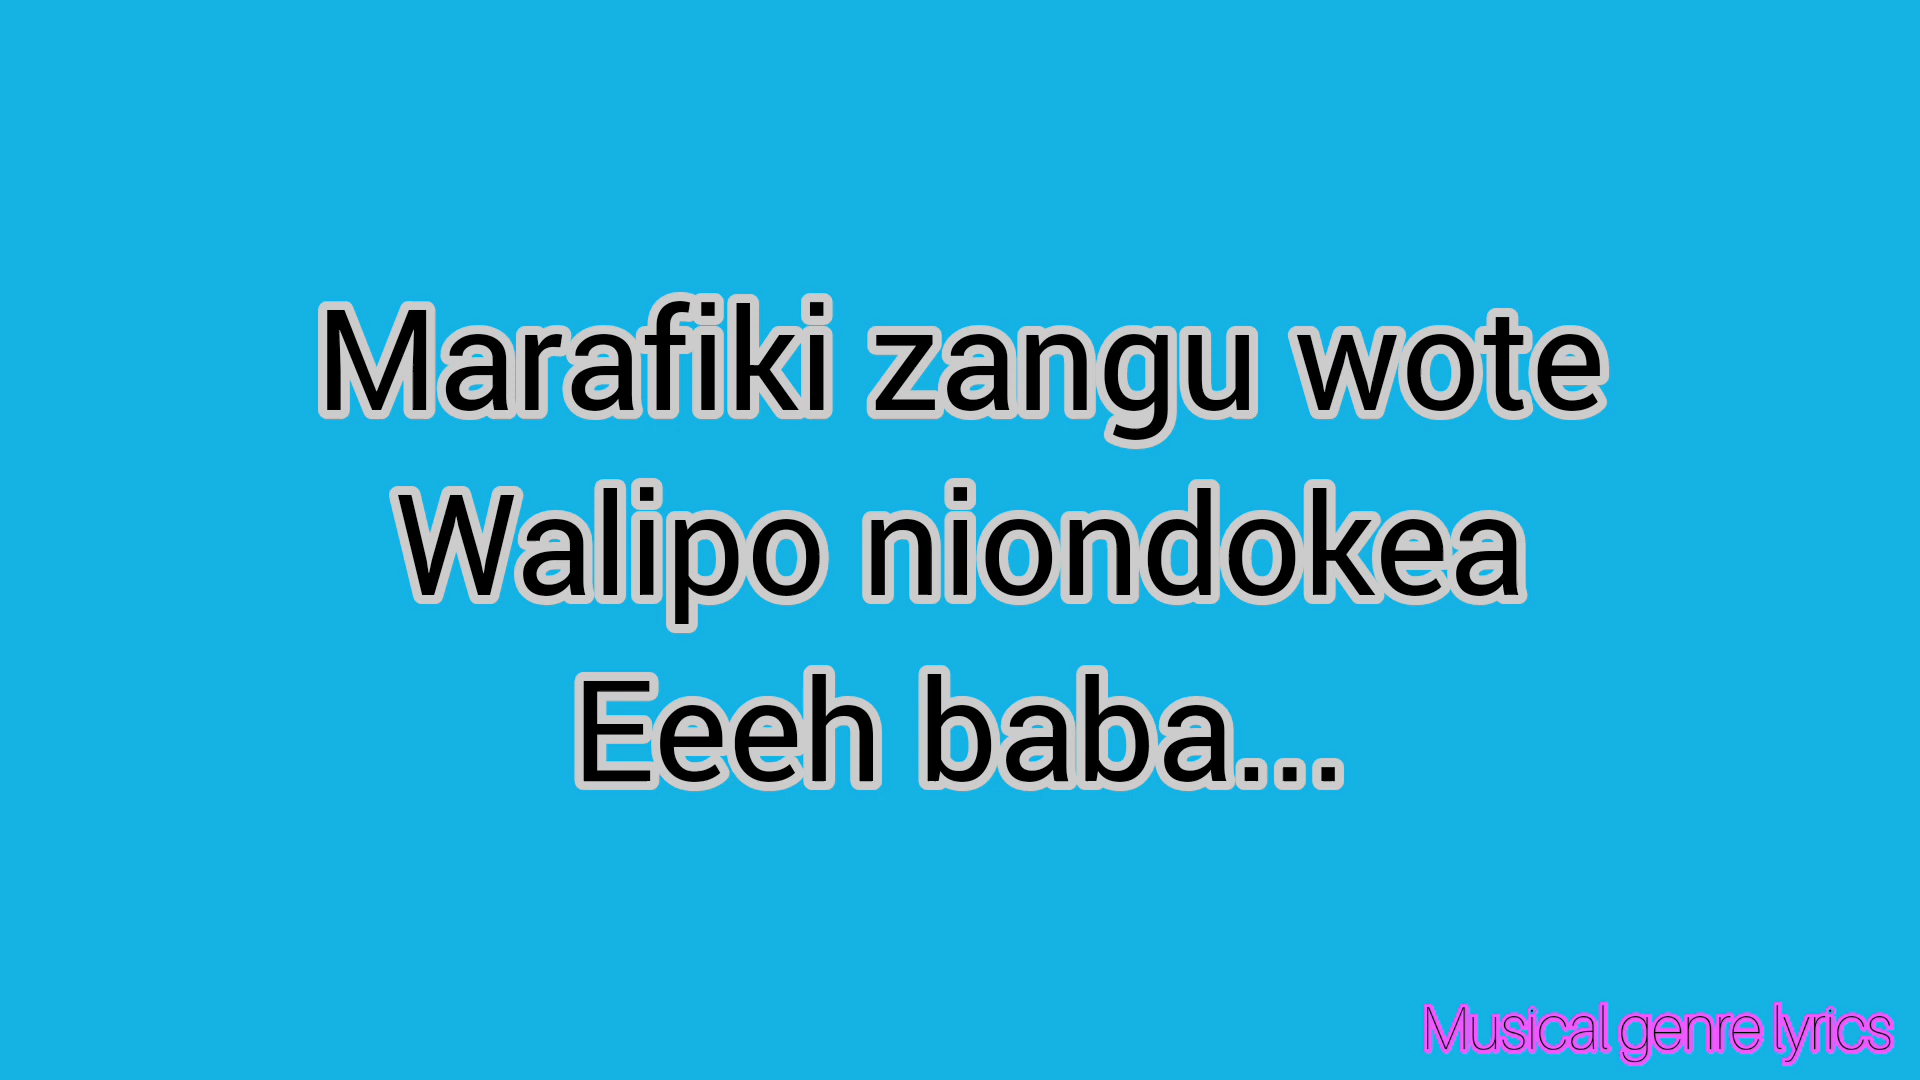 Marafiki zangu wote
Walipo niondokea
Eeeh baba...
Musical genre lyrics